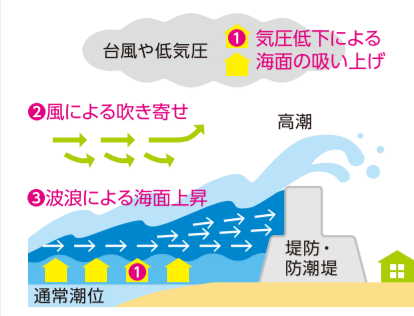 台風や低気圧
❶気圧低下による
海面の吸い上げ
❷風による吹き寄せ
高潮
❸波浪による海面上昇
堤防・
防潮堤
❶
通常潮位